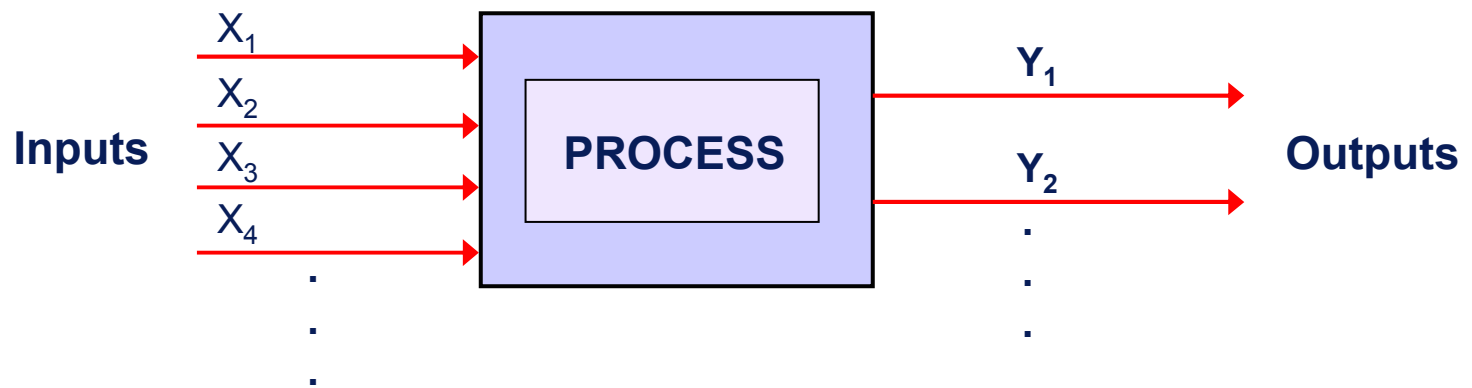 X₁
X₂
X₃
X₄
.
.
.
Inputs
PROCESS
Y₁
Y₂
.
.
.
Outputs